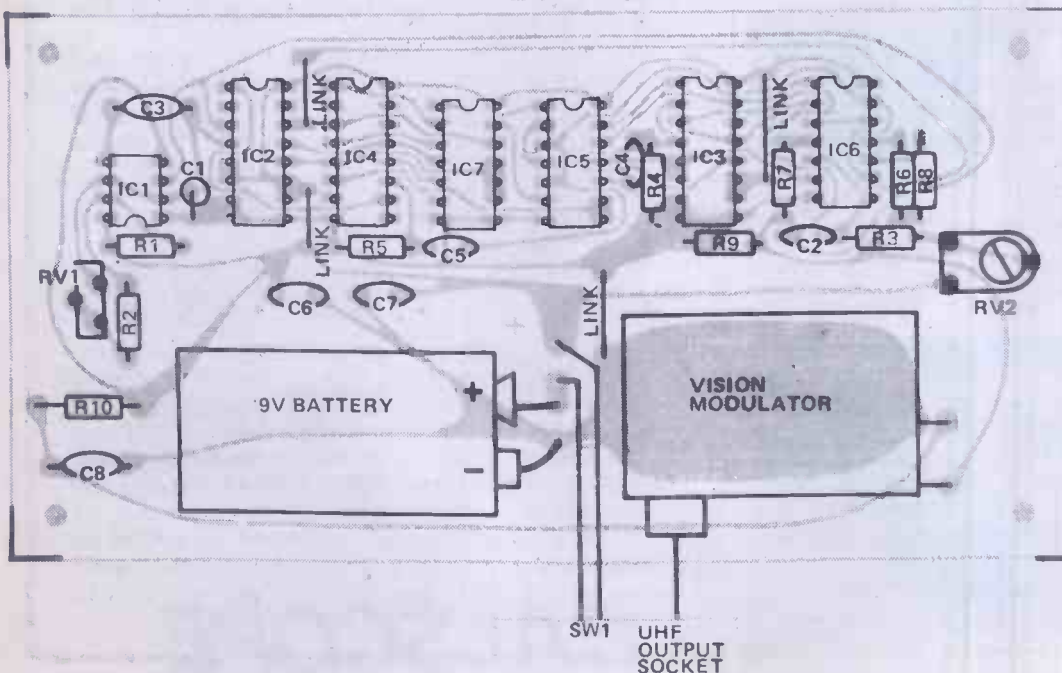 C3
LINK
IC1
C1
IC2
IC4
IC7
IC5
C4
R4
IC3
R7
LINK
IC6
R6
R8
R1
LINK
R5
C5
R9
C2
R3
RV1
R2
C6
C7
LINK
RV2
R10
9V BATTERY
+
−
VISION
MODULATOR
C8
SW1
UHF
OUTPUT
SOCKET